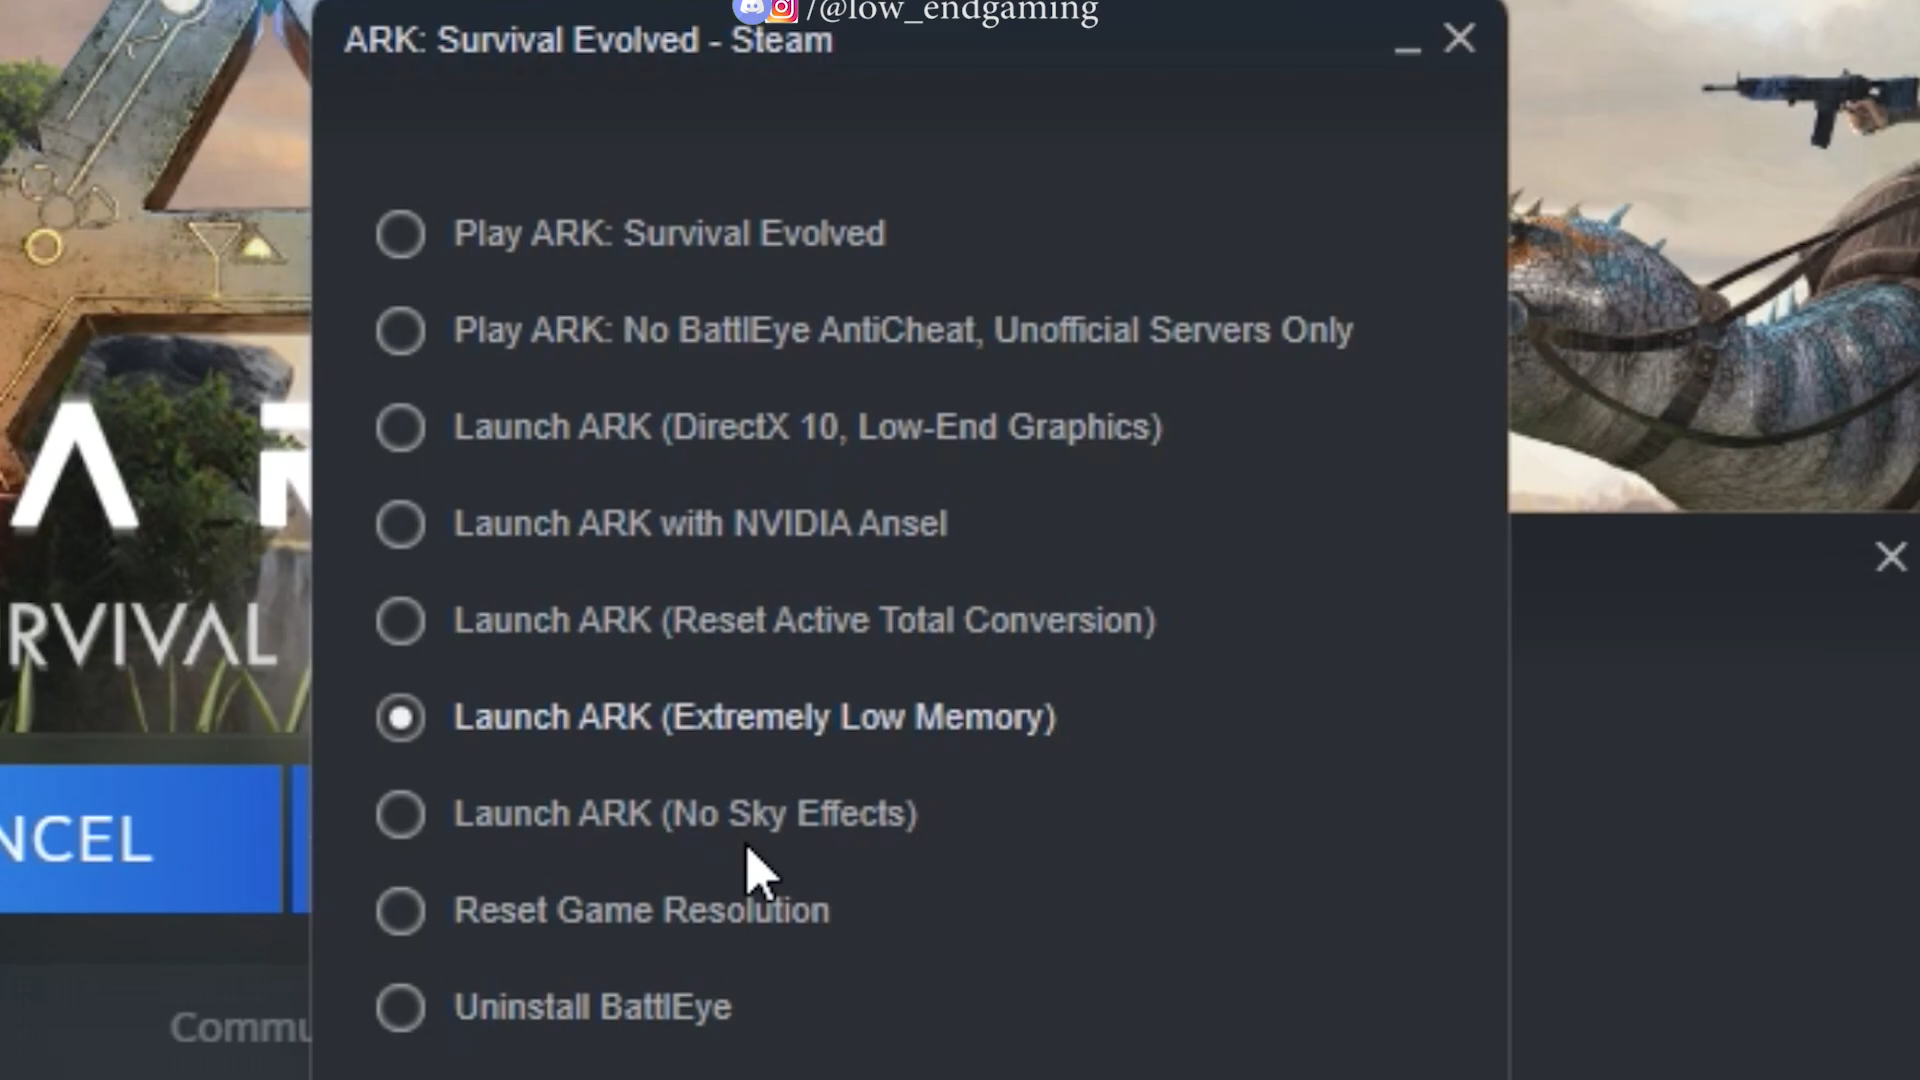 /@low_endgaming
ARK: Survival Evolved - Steam
Play ARK: Survival Evolved
Play ARK: No BattlEye AntiCheat, Unofficial Servers Only
Launch ARK (DirectX 10, Low-End Graphics)
Launch ARK with NVIDIA Ansel
Launch ARK (Reset Active Total Conversion)
Launch ARK (Extremely Low Memory)
Launch ARK (No Sky Effects)
Reset Game Resolution
Uninstall BattlEye
A R
RVIVAL
NCEL
Commu